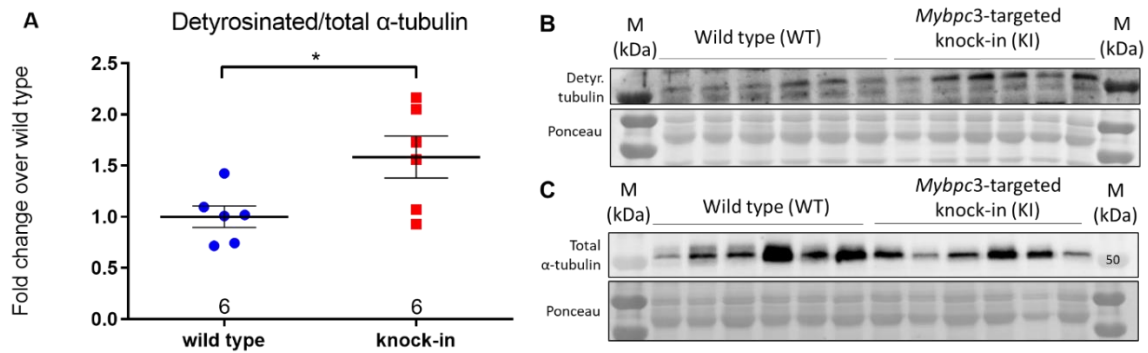 A
Detyrosinated/total α-tubulin
*
Fold change over wild type
2.5
2.0
1.5
1.0
0.5
0.0
6
6
wild type
knock-in
B
M
(kDa)
Wild type (WT)
Mybpc3-targeted
knock-in (KI)
M
(kDa)
Detyr.
tubulin
Ponceau
C
M
(kDa)
Wild type (WT)
Mybpc3-targeted
knock-in (KI)
M
(kDa)
Total
α-tubulin
50
Ponceau